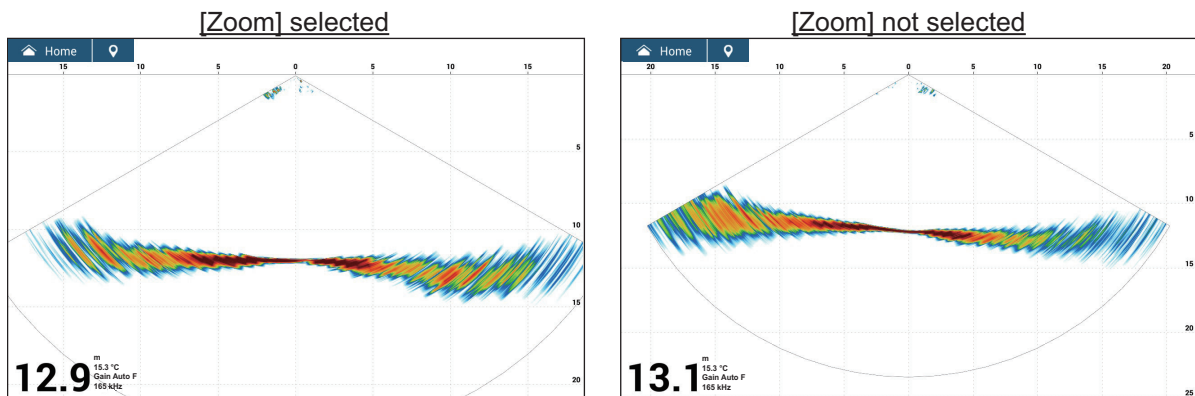 [Zoom] selected
Home
15 10 5 0 5 10 15
5
10
15
20
12.9
m
15.3 °C
Gain Auto F
165 kHz
[Zoom] not selected
Home
20 15 10 5 0 5 10 15 20
5
10
15
20
25
13.1
m
15.3 °C
Gain Auto F
165 kHz